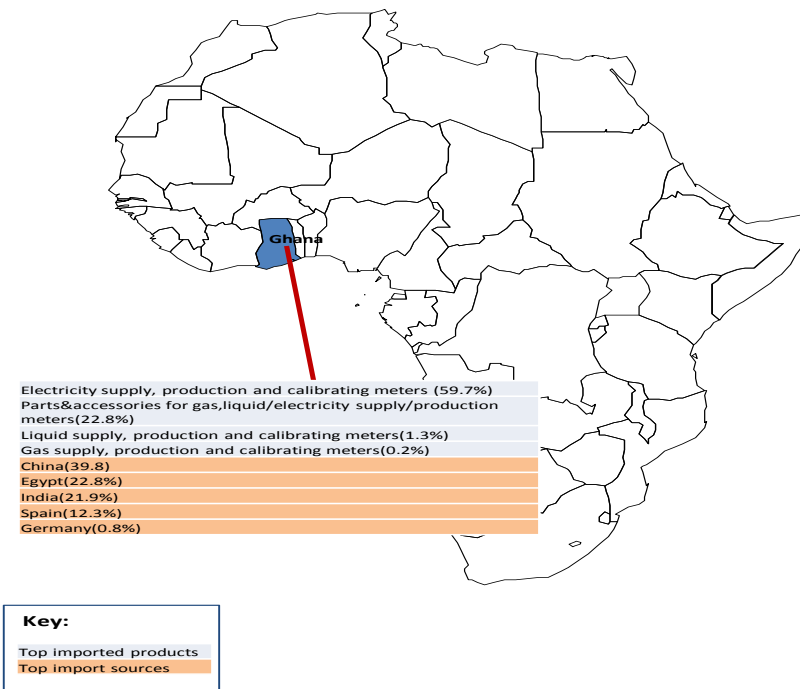 Ghana
Electricity supply, production and calibrating meters (59.7%)
Parts&accessories for gas,liquid/electricity supply/production
meters(22.8%)
Liquid supply, production and calibrating meters(1.3%)
Gas supply, production and calibrating meters(0.2%)
China(39.8)
Egypt(22.8%)
India(21.9%)
Spain(12.3%)
Germany(0.8%)
Key:
Top imported products
Top import sources